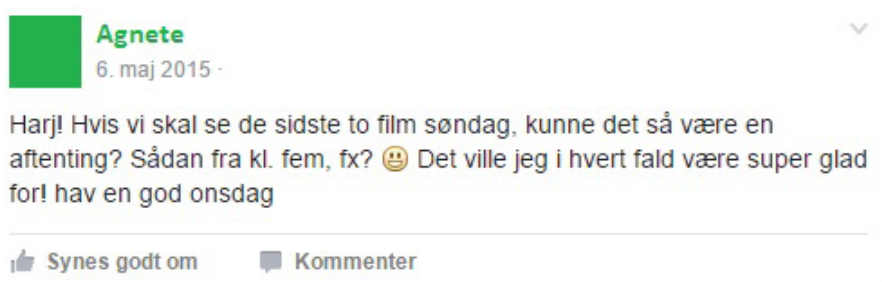 Agnete
6. maj 2015 ·
Harj! Hvis vi skal se de sidste to film søndag, kunne det så være en
aftenting? Sådan fra kl. fem, fx? 😃 Det ville jeg i hvert fald være super glad
for! hav en god onsdag
Synes godt om Kommenter